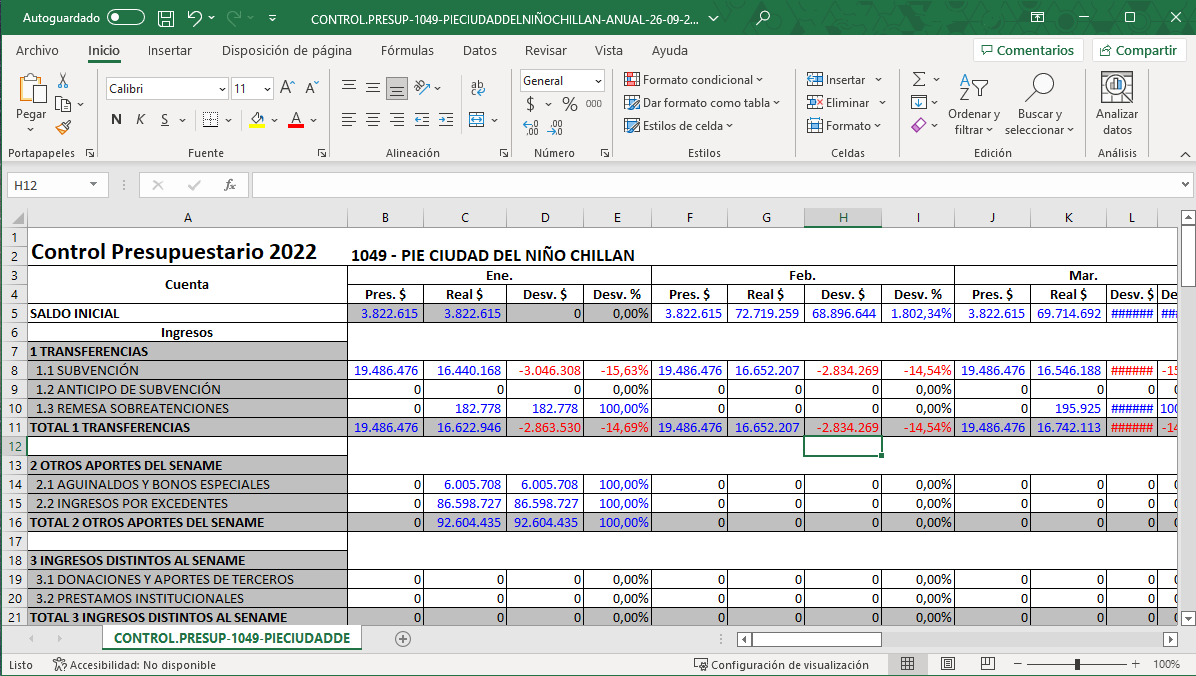 Autoguardado CONTROL.PRESUP-1049-PIECIUDADDELNIÑOCHILLAN-ANUAL-26-09-2...
Archivo Inicio Insertar Disposición de página Fórmulas Datos Revisar Vista Ayuda Comentarios Compartir
Pegar Calibri 11 General Formato condicional Insertar Ordenar y filtrar Buscar y seleccionar Analizar datos
N K S $ % 000 Dar formato como tabla Eliminar
Estilos de celda Formato
Portapapeles Fuente Alineación Número Estilos Celdas Edición Análisis
H12 fx
A B C D E F G H I J K L
1
2 Control Presupuestario 2022 1049 - PIE CIUDAD DEL NIÑO CHILLAN
3 Cuenta Ene. Feb. Mar.
4 Pres. $ Real $ Desv. $ Desv. % Pres. $ Real $ Desv. $ Desv. % Pres. $ Real $ Desv. $ De
5 SALDO INICIAL 3.822.615 3.822.615 0 0,00% 3.822.615 72.719.259 68.896.644 1.802,34% 3.822.615 69.714.692 ###### ##
6 Ingresos
7 1 TRANSFERENCIAS
8 1.1 SUBVENCIÓN 19.486.476 16.440.168 -3.046.308 -15,63% 19.486.476 16.652.207 -2.834.269 -14,54% 19.486.476 16.546.188 ###### -15
9 1.2 ANTICIPO DE SUBVENCIÓN 0 0 0 0,00% 0 0 0 0,00% 0 0 0
10 1.3 REMESA SOBREATENCIONES 0 182.778 182.778 100,00% 0 0 0 0,00% 0 195.925 ###### 100
11 TOTAL 1 TRANSFERENCIAS 19.486.476 16.622.946 -2.863.530 -14,69% 19.486.476 16.652.207 -2.834.269 -14,54% 19.486.476 16.742.113 ###### -14
12
13 2 OTROS APORTES DEL SENAME
14 2.1 AGUINALDOS Y BONOS ESPECIALES 0 6.005.708 6.005.708 100,00% 0 0 0 0,00% 0 0 0
15 2.2 INGRESOS POR EXCEDENTES 0 86.598.727 86.598.727 100,00% 0 0 0 0,00% 0 0 0
16 TOTAL 2 OTROS APORTES DEL SENAME 0 92.604.435 92.604.435 100,00% 0 0 0 0,00% 0 0 0
17
18 3 INGRESOS DISTINTOS AL SENAME
19 3.1 DONACIONES Y APORTES DE TERCEROS 0 0 0 0,00% 0 0 0 0,00% 0 0 0
20 3.2 PRESTAMOS INSTITUCIONALES 0 0 0 0,00% 0 0 0 0,00% 0 0 0
21 TOTAL 3 INGRESOS DISTINTOS AL SENAME 0 0 0 0,00% 0 0 0 0,00% 0 0 0
CONTROL.PRESUP-1049-PIECIUDADDE
Listo Accesibilidad: No disponible Configuración de visualización 100%